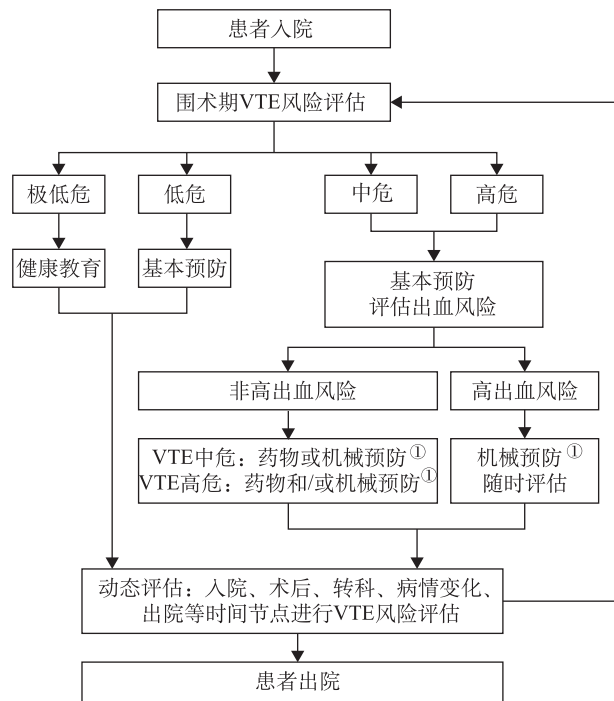 患者入院
围术期VTE风险评估
极低危
低危
中危
高危
健康教育
基本预防
基本预防
评估出血风险
非高出血风险
高出血风险
VTE中危：药物或机械预防①
VTE高危：药物和/或机械预防①
机械预防①
随时评估
动态评估：入院、术后、转科、病情变化、
出院等时间节点进行VTE风险评估
患者出院